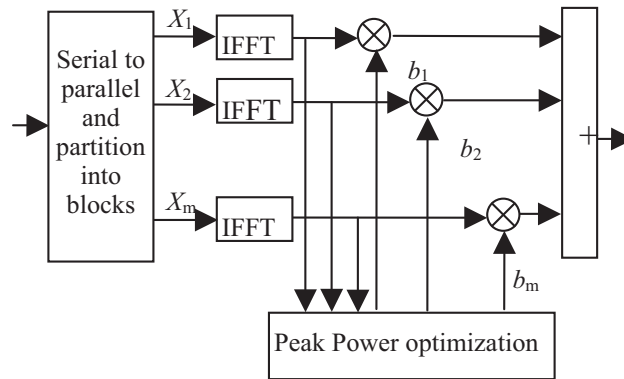 Serial to
parallel
and
partition
into
blocks
X1
IFFT
b1
X2
IFFT
b2
Xm
IFFT
bm
+
Peak Power optimization